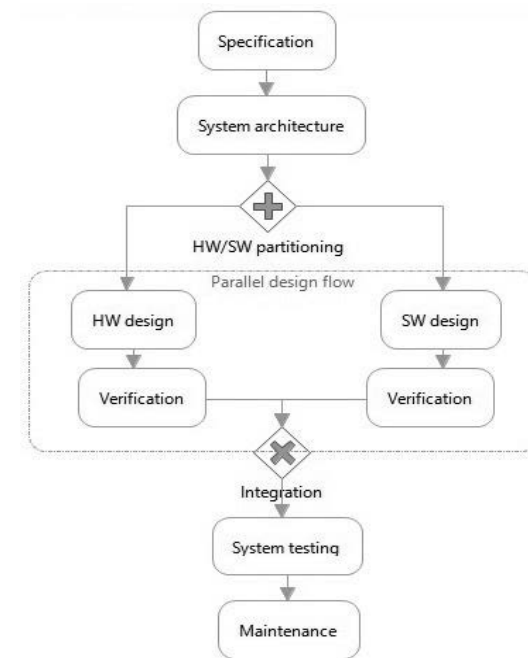 Specification
System architecture
HW/SW partitioning
Parallel design flow
HW design
SW design
Verification
Verification
Integration
System testing
Maintenance